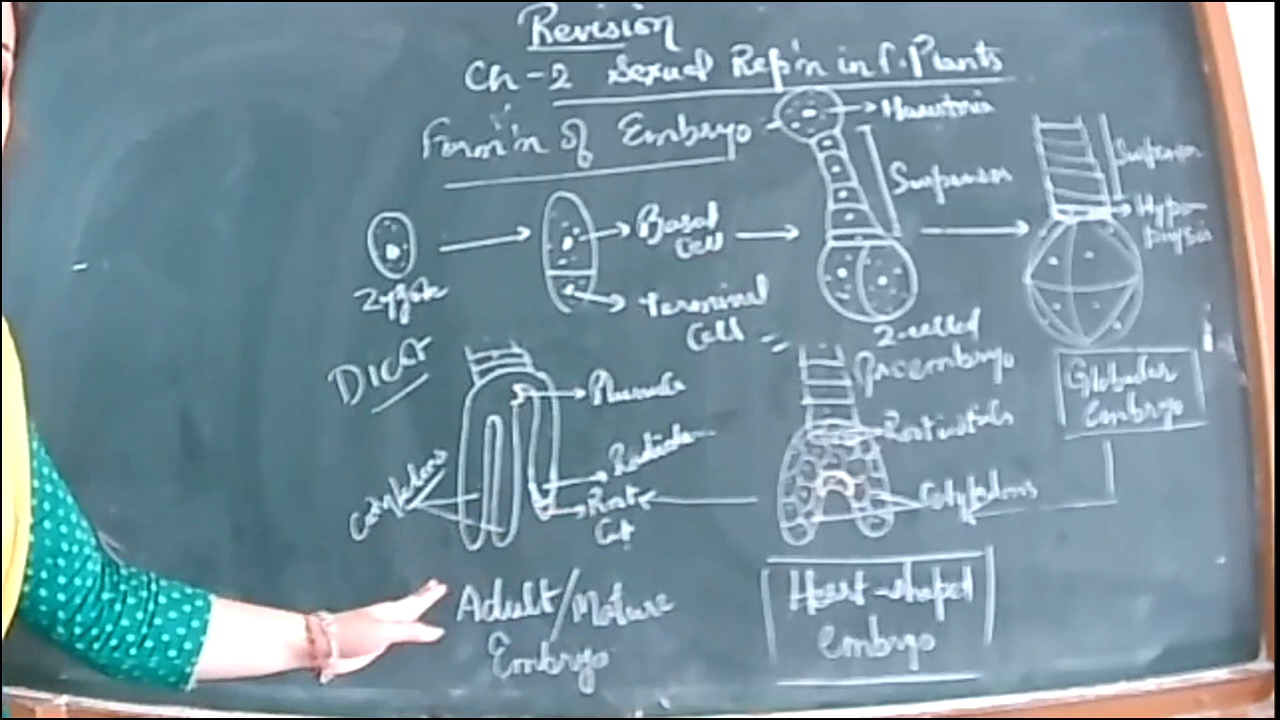 Revision
Ch-2 Sexual Rep'n in f. Plants
Form'n of Embryo
Haustoria
Suspensor
Suspensor
Hypo-
physis
Basal
Cell
Zygote
Terminal
Cell
2-celled
Proembryo
Globular
Embryo
Dicot
Plumule
Radicle
Root
Cap
Cotyledons
Root initials
Cotyledons
Adult/Mature
Embryo
Heart-shaped
embryo